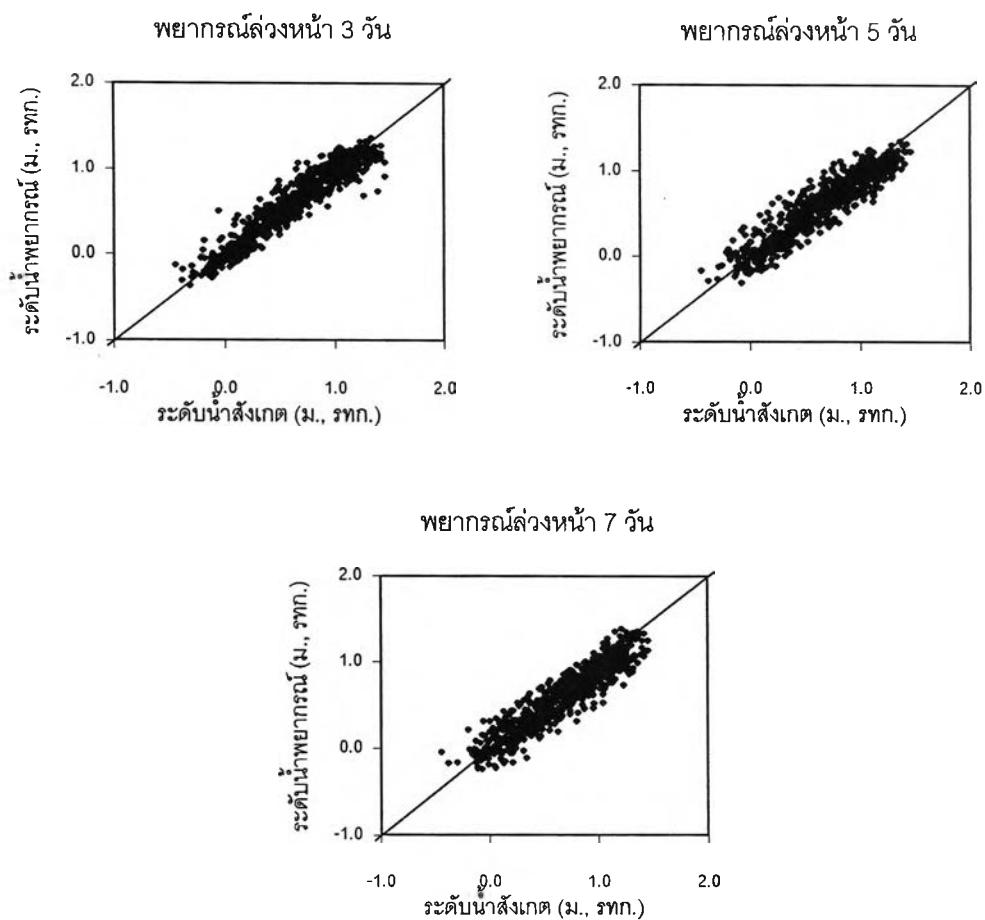 พยากรณ์ล่วงหน้า 3 วัน
ระดับน้ำพยากรณ์ (ม., รทก.)
2.0
1.0
0.0
-1.0
-1.0 0.0 1.0 2.0
ระดับน้ำสังเกต (ม., รทก.)
พยากรณ์ล่วงหน้า 5 วัน
ระดับน้ำพยากรณ์ (ม., รทก.)
2.0
1.0
0.0
-1.0
-1.0 0.0 1.0 2.0
ระดับน้ำสังเกต (ม., รทก.)
พยากรณ์ล่วงหน้า 7 วัน
ระดับน้ำพยากรณ์ (ม., รทก.)
2.0
1.0
0.0
-1.0
-1.0 0.0 1.0 2.0
ระดับน้ำสังเกต (ม., รทก.)